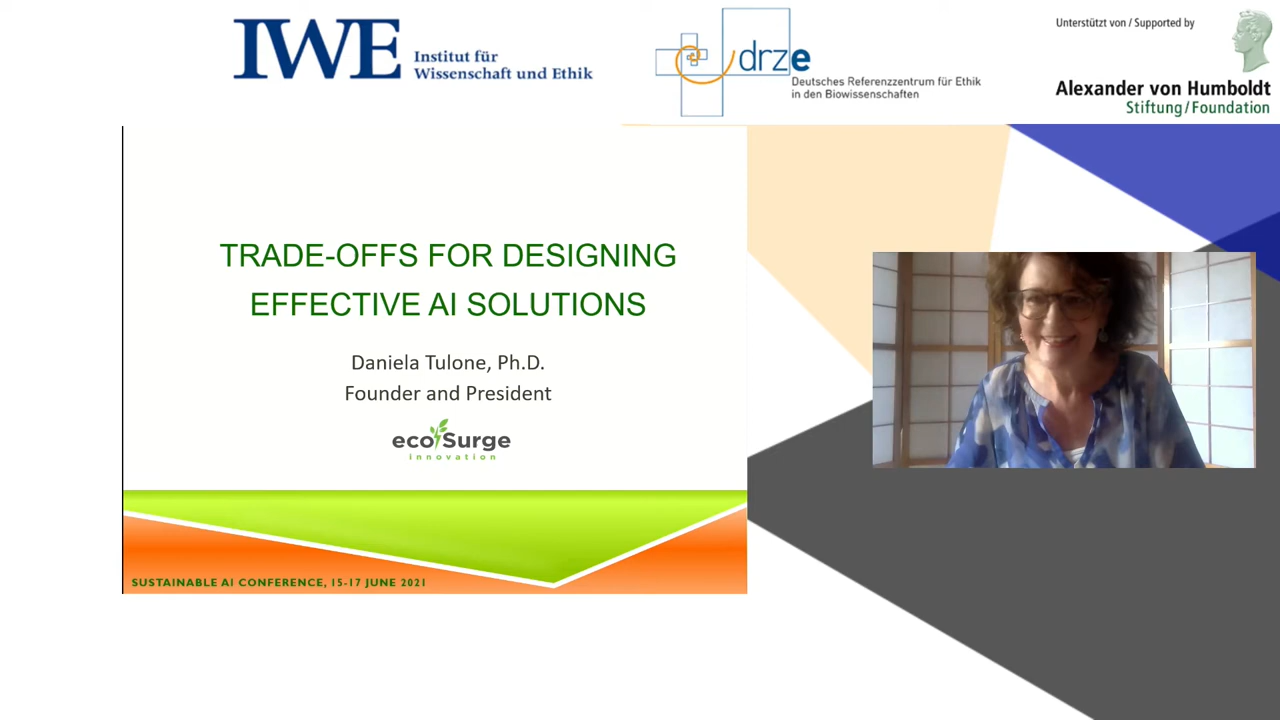 IWE
Institut für
Wissenschaft und Ethik
drze
Deutsches Referenzzentrum für Ethik
in den Biowissenschaften
Unterstützt von / Supported by
Alexander von Humboldt
Stiftung/Foundation
TRADE-OFFS FOR DESIGNING
EFFECTIVE AI SOLUTIONS
Daniela Tulone, Ph.D.
Founder and President
ecoSurge
innovation
SUSTAINABLE AI CONFERENCE, 15-17 JUNE 2021